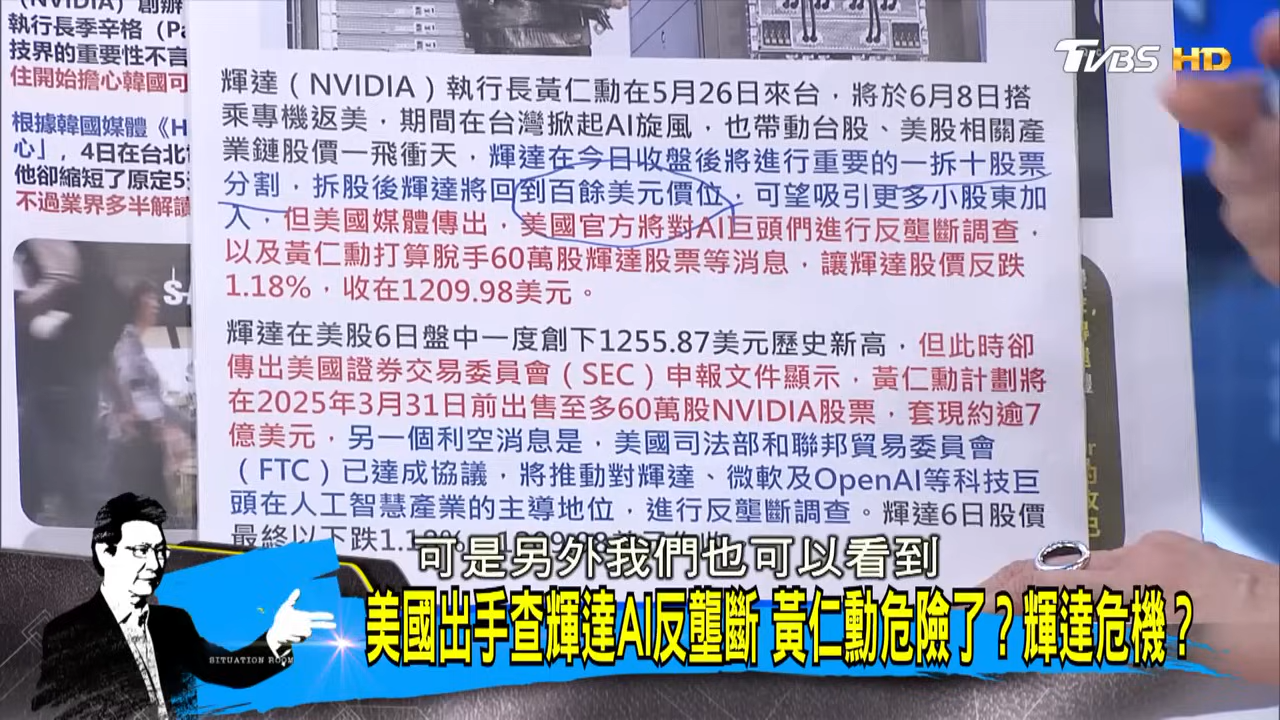 (NVIDIA)創辦
執行長季辛格(Pa
技界的重要性不言
住開始擔心韓國可
根據韓國媒體《H
心」,4日在台北
他卻縮短了原定5
不過業界多半解讀
TVBS HD
輝達(NVIDIA)執行長黃仁勳在5月26日來台,將於6月8日搭
乘專機返美,期間在台灣掀起AI旋風,也帶動台股、美股相關產
業鏈股價一飛衝天,輝達在今日收盤後將進行重要的一拆十股票
分割,拆股後輝達將回到百餘美元價位,可望吸引更多小股東加
入,但美國媒體傳出,美國官方將對AI巨頭們進行反壟斷調查,
以及黃仁勳打算脫手60萬股輝達股票等消息,讓輝達股價反跌
1.18%,收在1209.98美元。
輝達在美股6日盤中一度創下1255.87美元歷史新高,但此時卻
傳出美國證券交易委員會(SEC)申報文件顯示,黃仁勳計劃將
在2025年3月31日前出售至多60萬股NVIDIA股票,套現約逾7
億美元,另一個利空消息是,美國司法部和聯邦貿易委員會
(FTC)已達成協議,將推動對輝達、微軟及OpenAI等科技巨
頭在人工智慧產業的主導地位,進行反壟斷調查。輝達6日股價
最終以下跌1.18%
可是另外我們也可以看到
美國出手查輝達AI反壟斷 黃仁勳危險了?輝達危機?
SITUATION ROOM